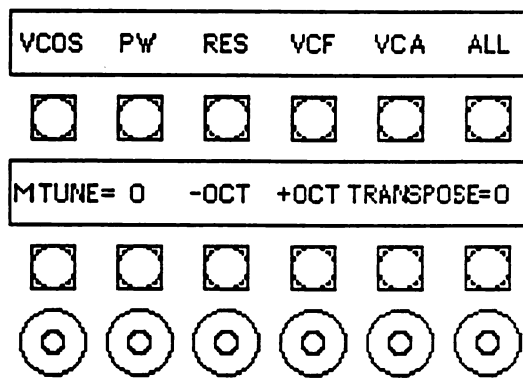 VCOS PW RES VCF VCA ALL
MTUNE= 0 -OCT +OCT TRANSPOSE=0